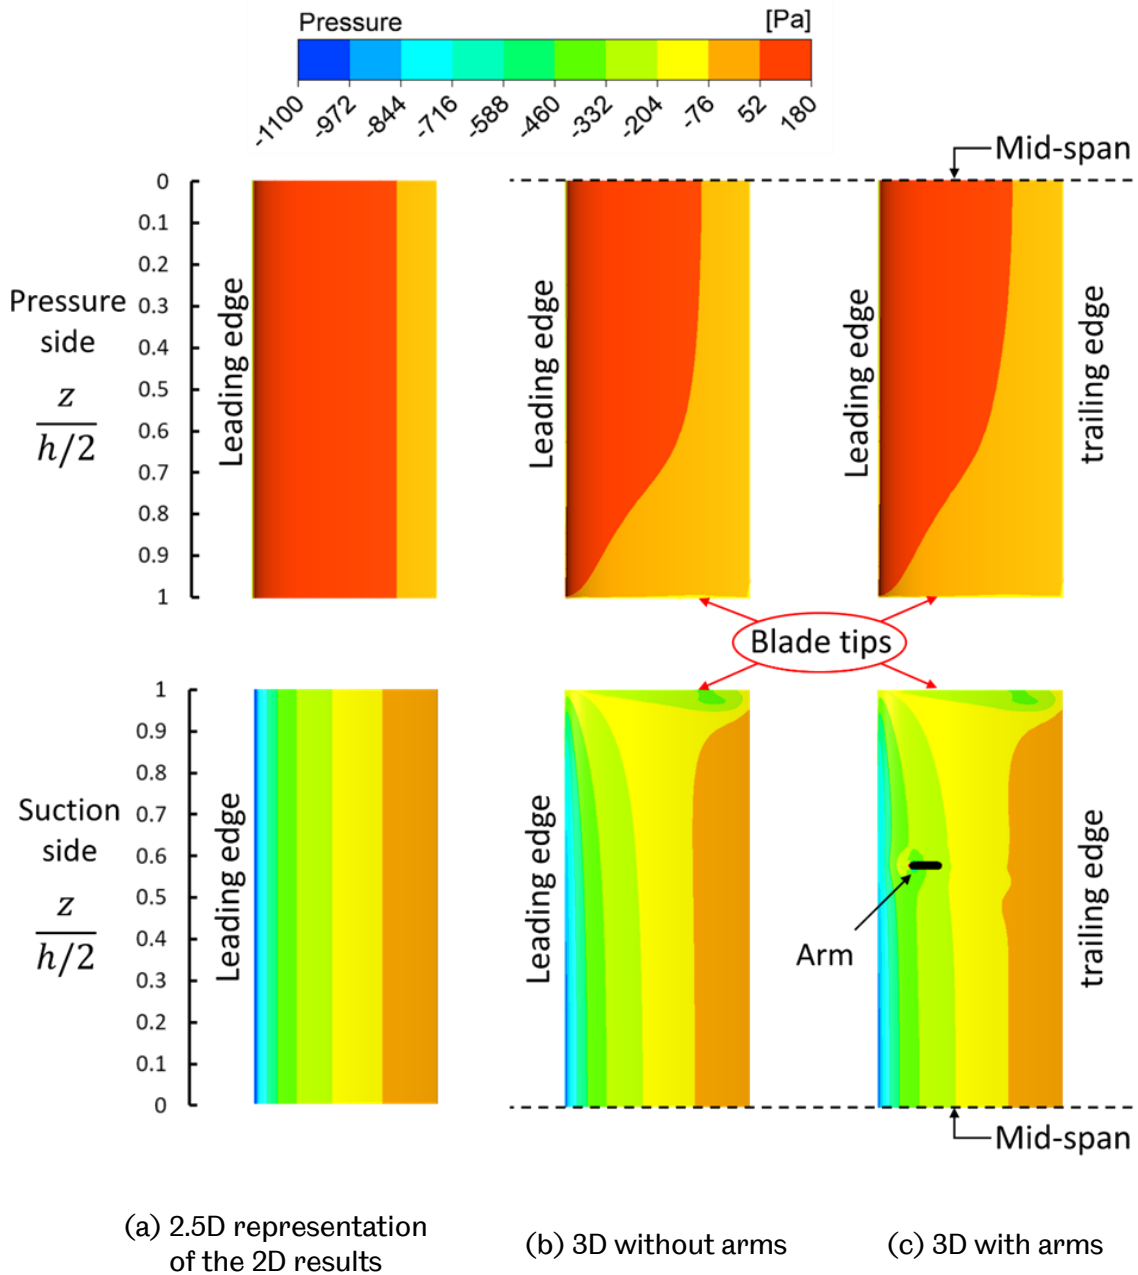 Pressure [Pa]
-1100 -972 -844 -716 -588 -460 -332 -204 -76 52 180
Mid-span
0
0.1
0.2
0.3
0.4
0.5
0.6
0.7
0.8
0.9
1
Pressure
side
z
h/2
Leading edge
Leading edge
Leading edge
trailing edge
Blade tips
1
0.9
0.8
0.7
0.6
0.5
0.4
0.3
0.2
0.1
0
Suction
side
z
h/2
Leading edge
Leading edge
Arm
trailing edge
Mid-span
(a) 2.5D representation
of the 2D results
(b) 3D without arms
(c) 3D with arms